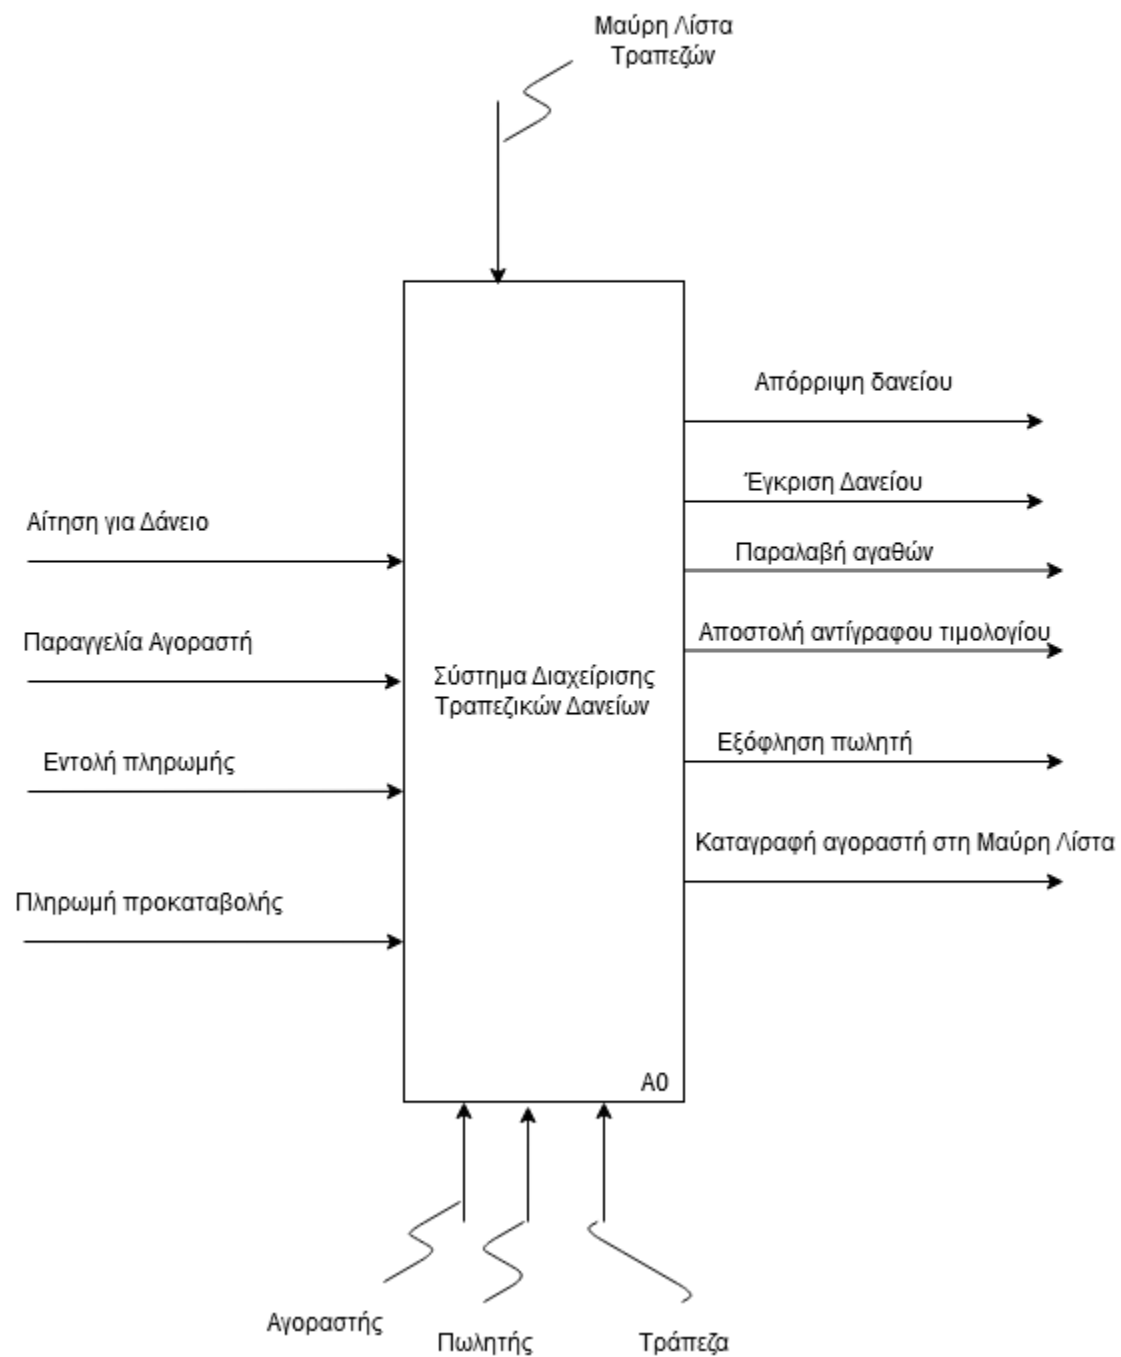 Μαύρη Λίστα
Τραπεζών
Απόρριψη δανείου
Έγκριση Δανείου
Αίτηση για Δάνειο
Παραλαβή αγαθών
Παραγγελία Αγοραστή
Αποστολή αντίγραφου τιμολογίου
Σύστημα Διαχείρισης
Τραπεζικών Δανείων
Εντολή πληρωμής
Εξόφληση πωλητή
Καταγραφή αγοραστή στη Μαύρη Λίστα
Πληρωμή προκαταβολής
A0
Αγοραστής
Πωλητής
Τράπεζα